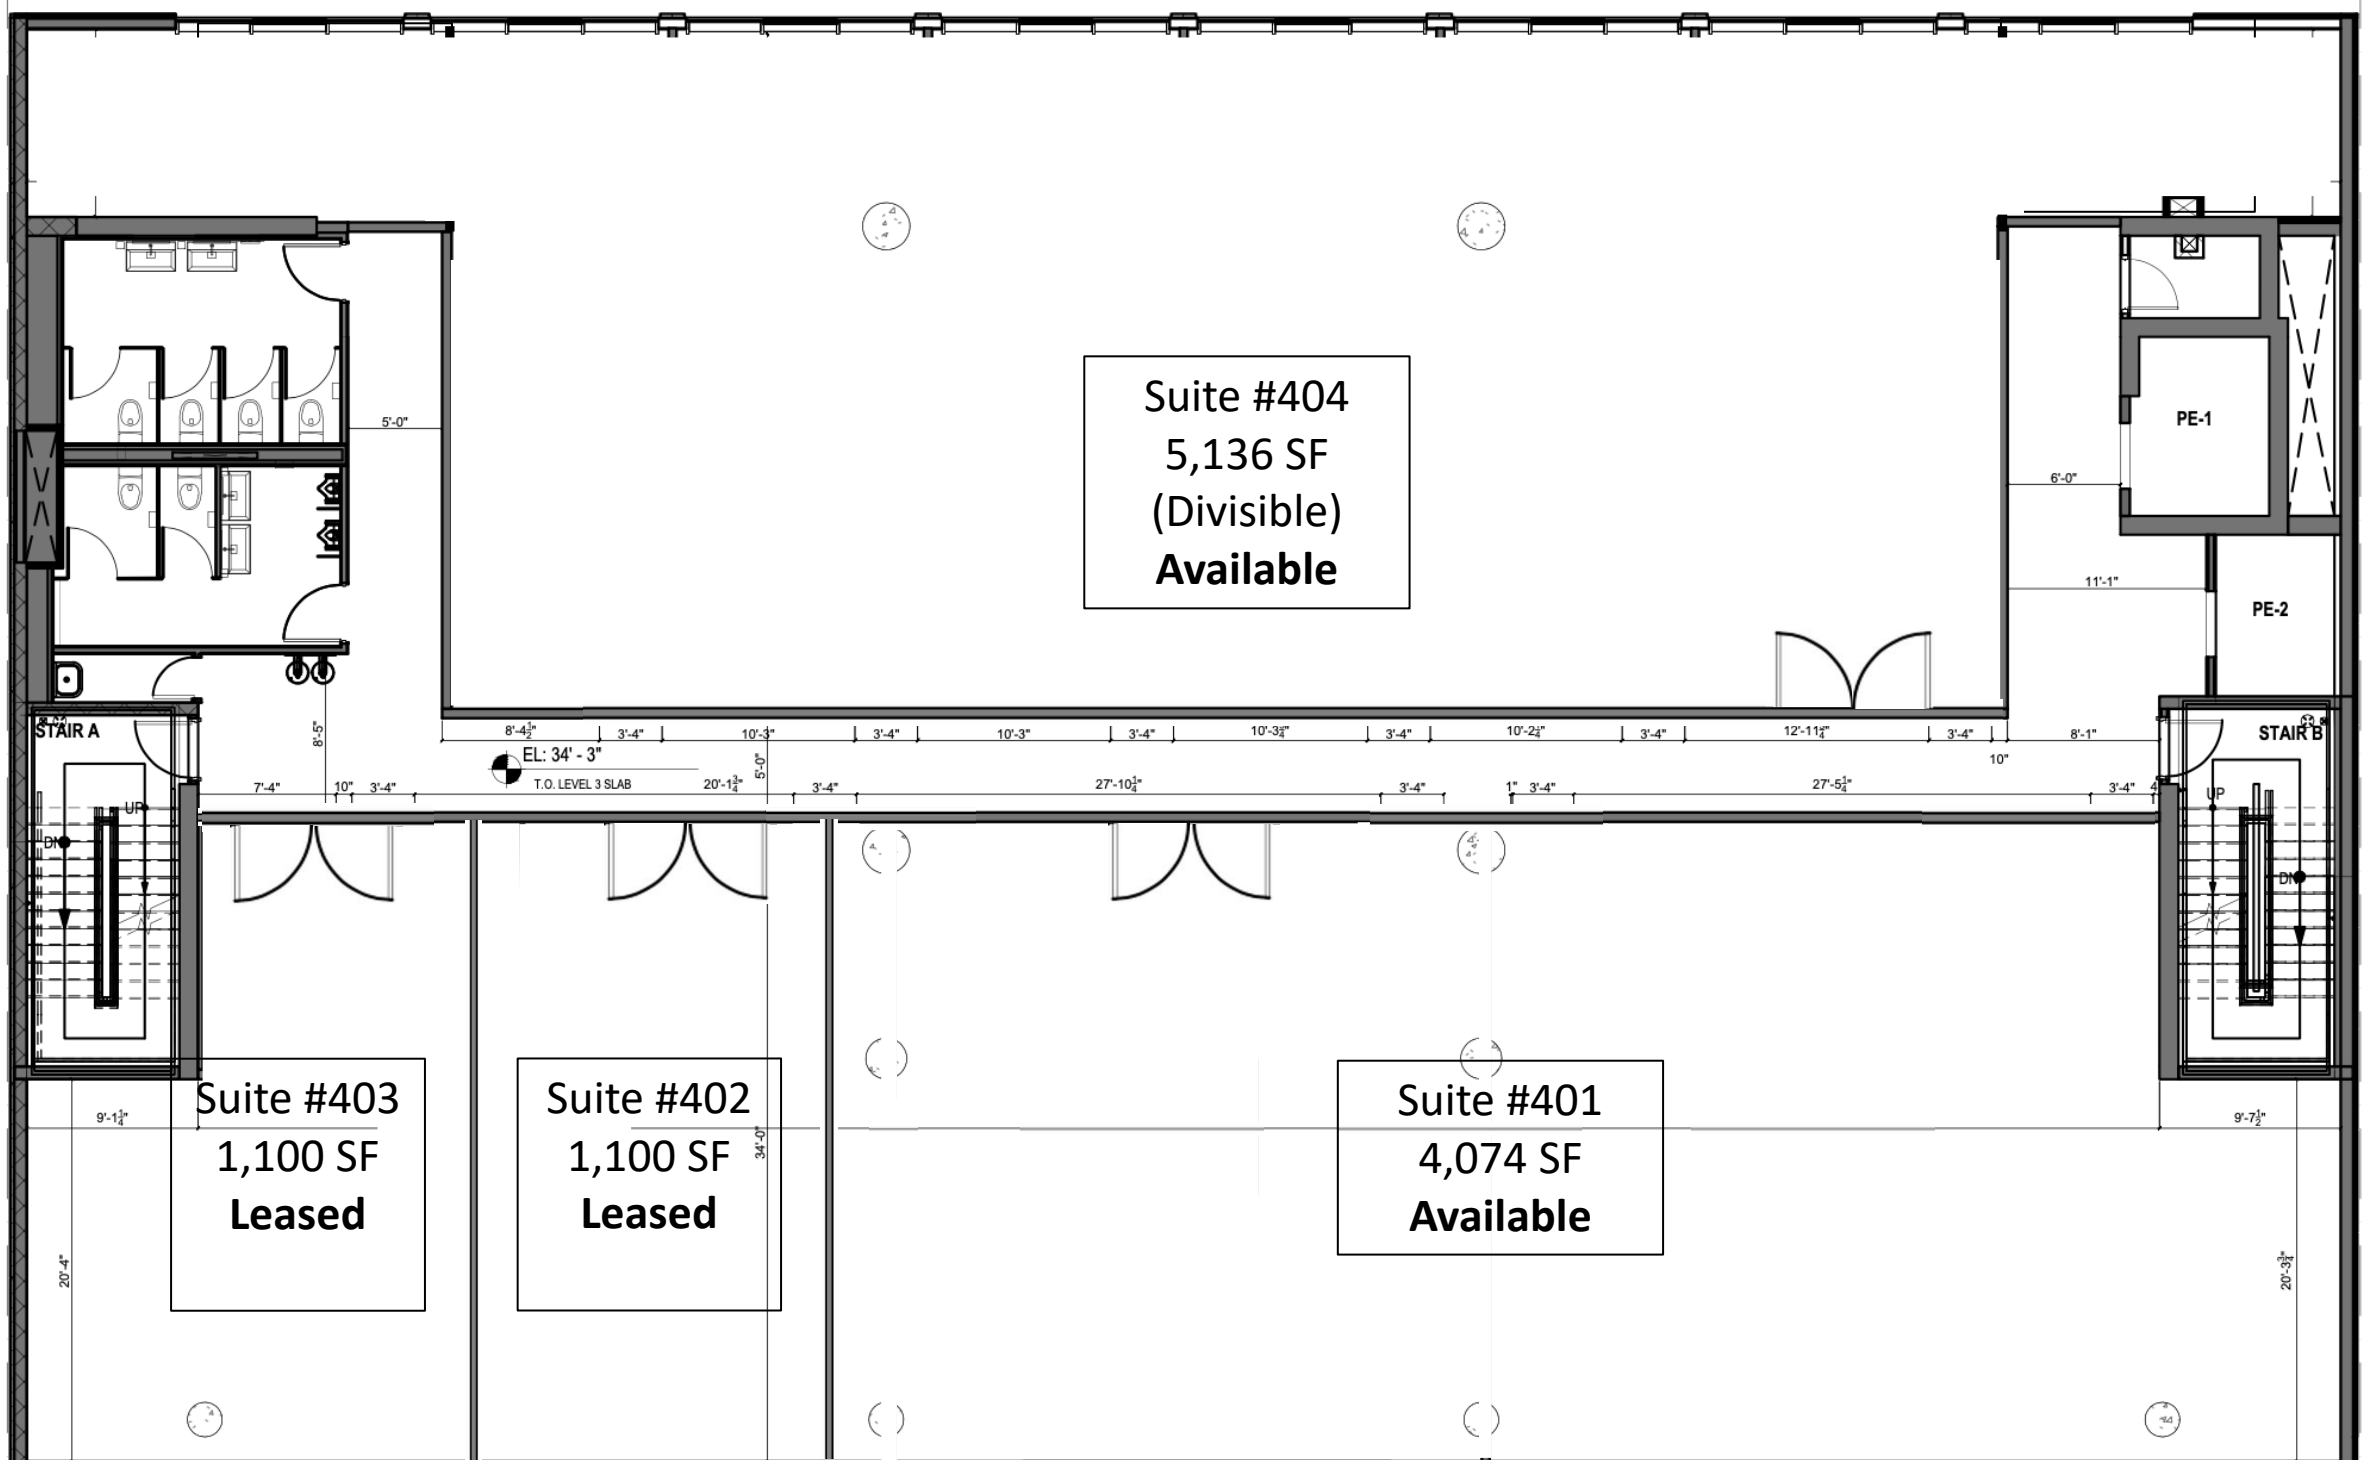 Suite #404
5,136 SF
(Divisible)
Available
5'-0"
PE-1
6'-0"
11'-1"
PE-2
STAIR A
8'-5"
8'-4½"
3'-4"
10'-3"
3'-4"
10'-3"
3'-4"
10'-3¾"
3'-4"
10'-2¼"
3'-4"
12'-11¼"
3'-4"
8'-1"
STAIR B
EL: 34' - 3"
T.O. LEVEL 3 SLAB
5'-0"
10"
7'-4"
10"
3'-4"
20'-1¾"
3'-4"
27'-10¼"
3'-4"
1"
3'-4"
27'-5¼"
3'-4"
4
UP
DN
UP
DN
Suite #403
1,100 SF
Leased
Suite #402
1,100 SF
Leased
Suite #401
4,074 SF
Available
9'-1¼"
34'-0"
9'-7½"
20'-4"
20'-3¾"